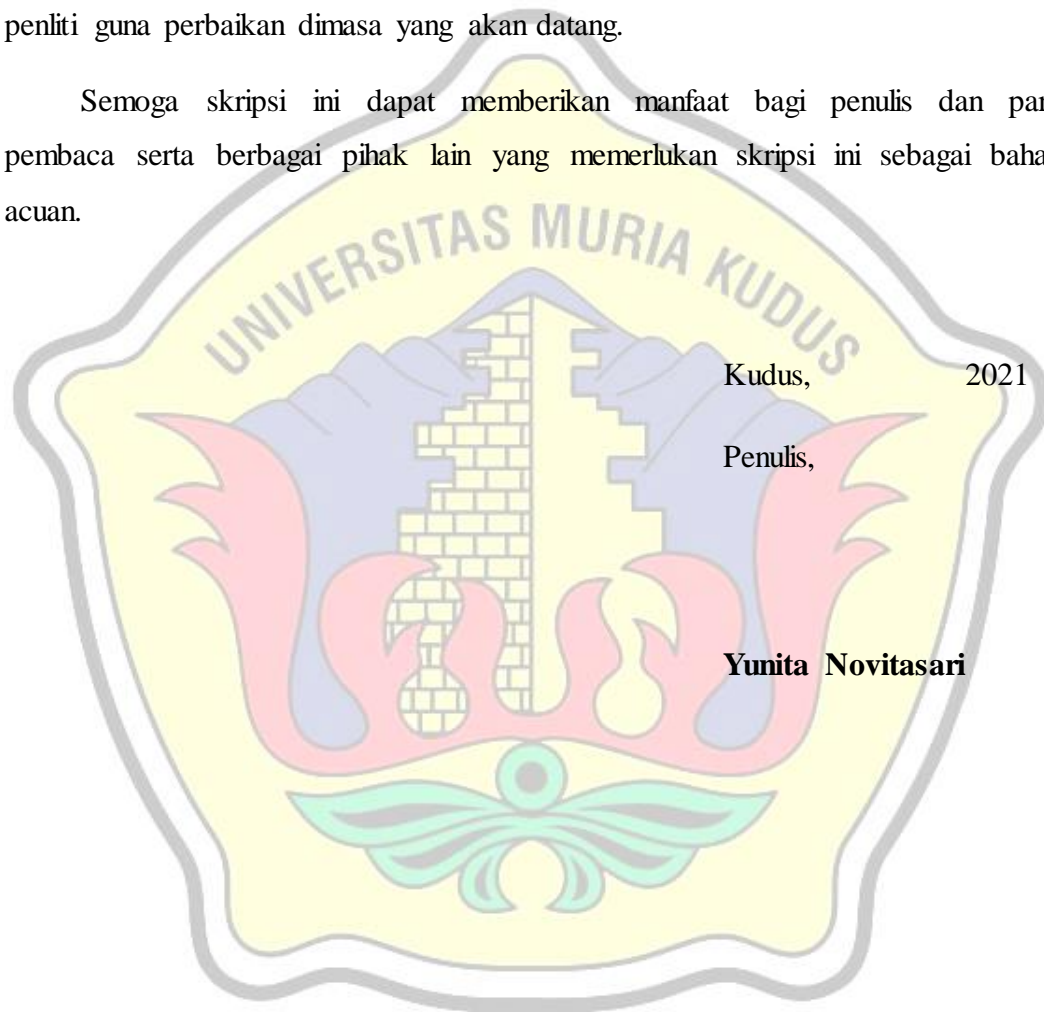 penliti guna perbaikan dimasa yang akan datang.
Semoga skripsi ini dapat memberikan manfaat bagi penulis dan par
pembaca serta berbagai pihak lain yang memerlukan skripsi ini sebagai baha
acuan.
UNIVERSITAS MURIA KUDUS
Kudus, 2021
Penulis,
Yunita Novitasari